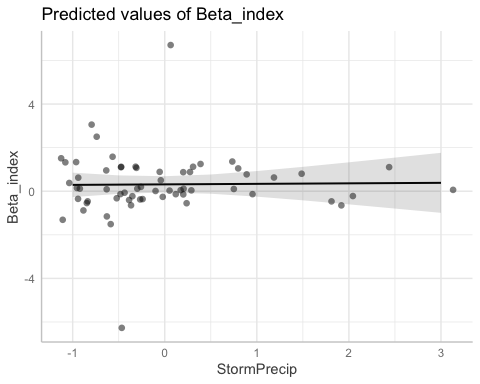 Predicted values of Beta_index
Beta_index
4
0
-4
-1
0
1
2
3
StormPrecip